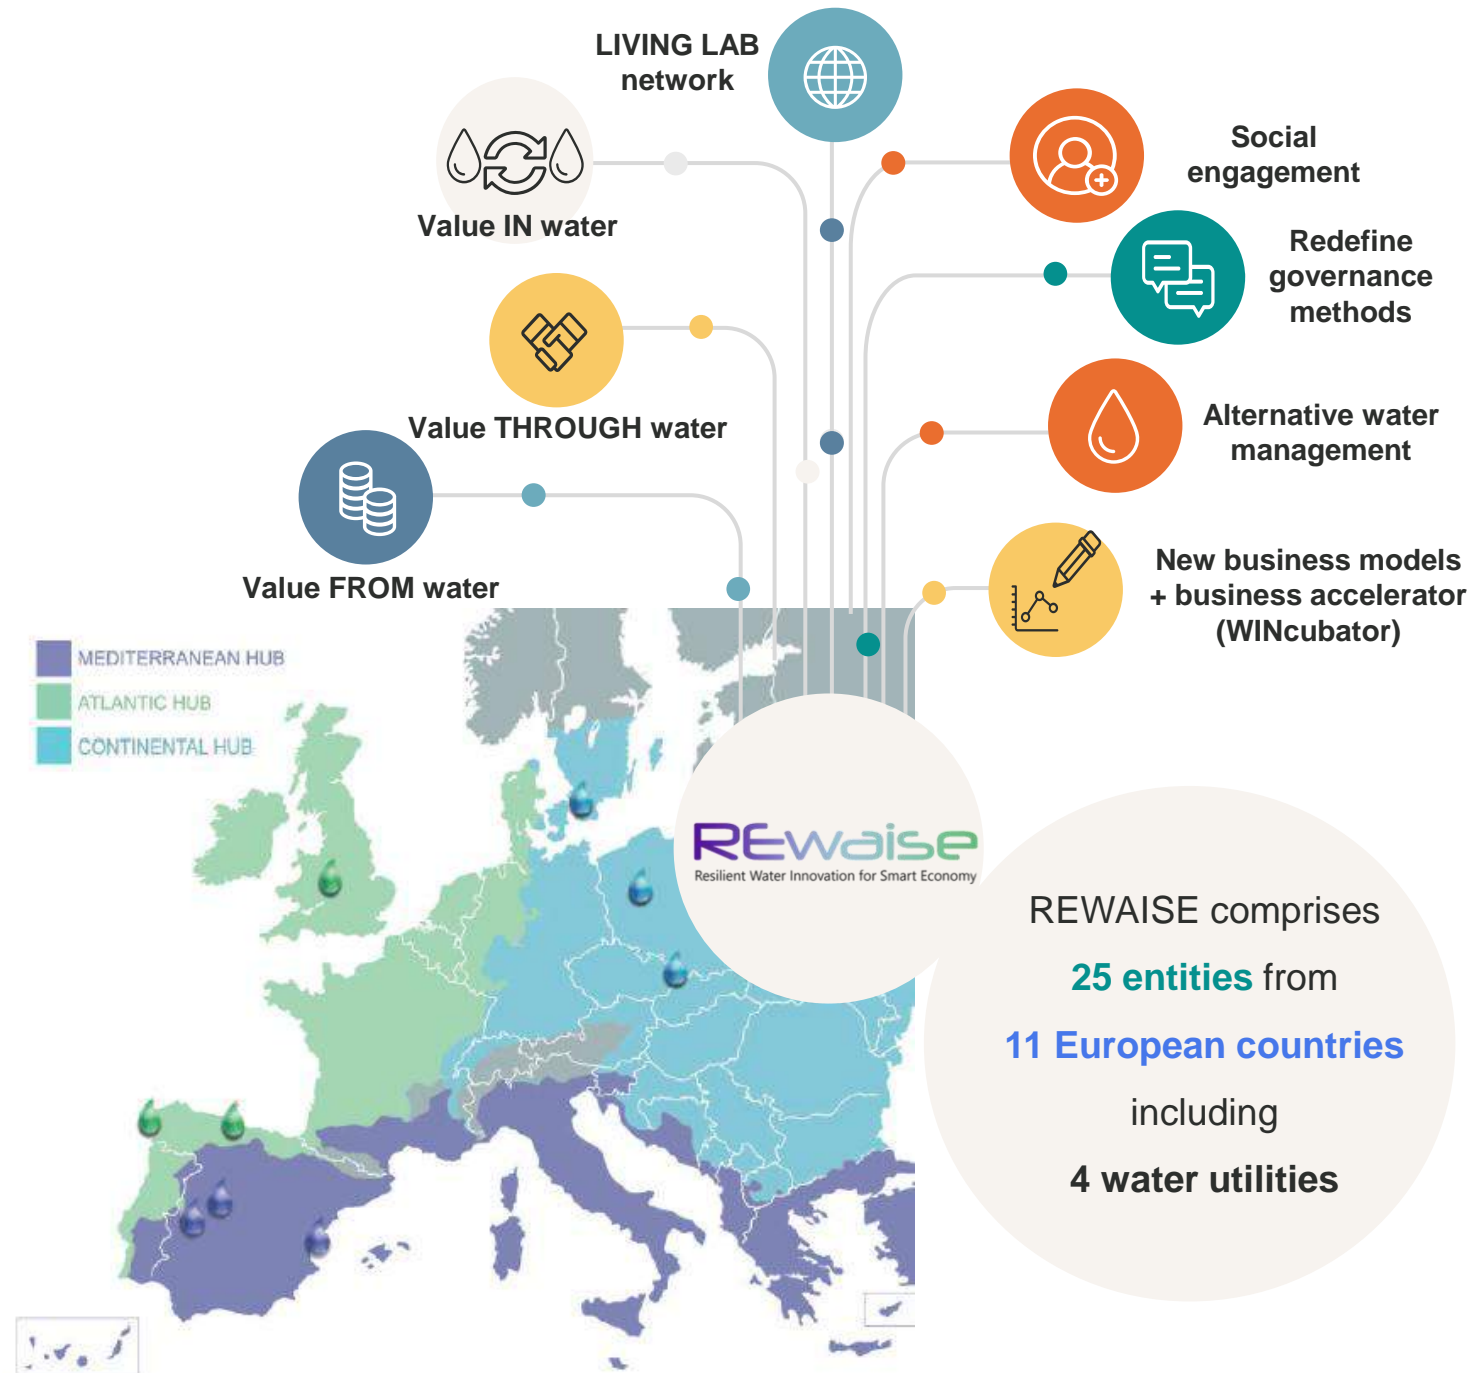 LIVING LAB
network
Value IN water
Value THROUGH water
Value FROM water
Social
engagement
Redefine
governance
methods
Alternative water
management
New business models
+ business accelerator
(WINcubator)
MEDITERRANEAN HUB
ATLANTIC HUB
CONTINENTAL HUB
REwaise
Resilient Water Innovation for Smart Economy
REWAISE comprises
25 entities from
11 European countries
including
4 water utilities